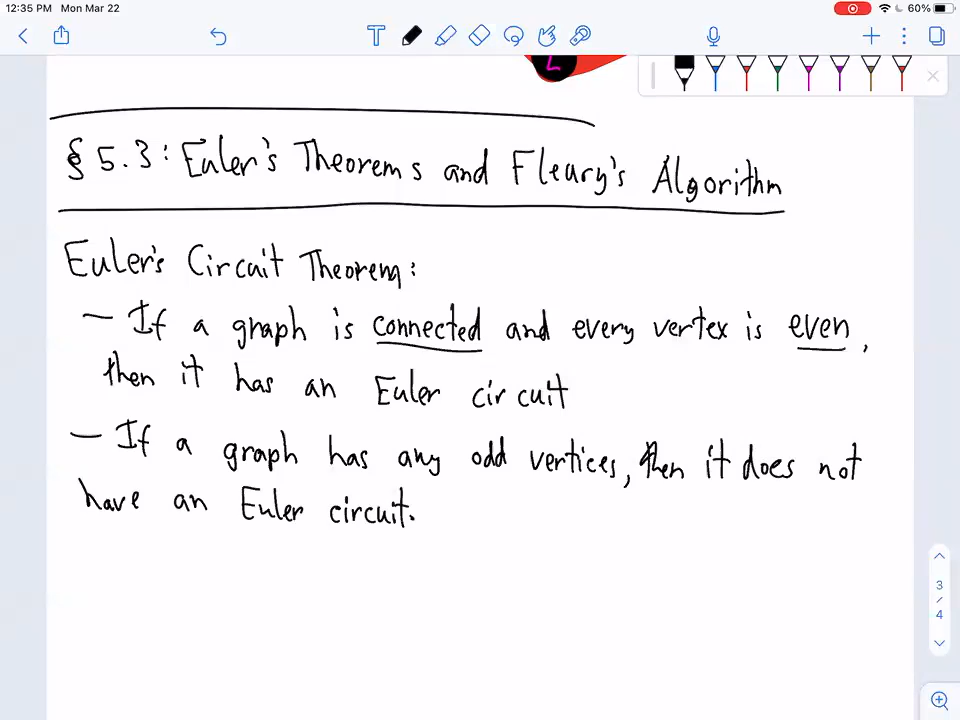 12:35 PM Mon Mar 22
60%
L
§ 5.3: Euler's Theorems and Fleury's Algorithm
Euler's Circuit Theorem:
— If a graph is connected and every vertex is even,
then it has an Euler circuit
— If a graph has any odd vertices, then it does not
have an Euler circuit.
3
/
4